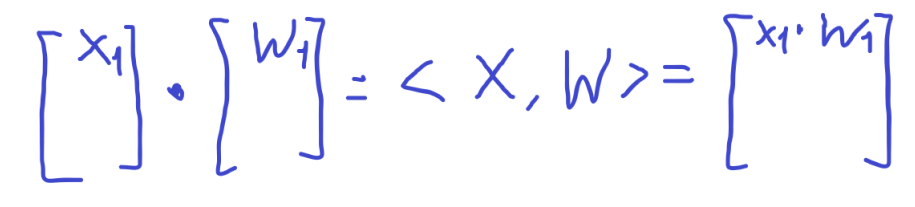 [x₁] · [W₁] = < X, W > = [x₁· W₁]